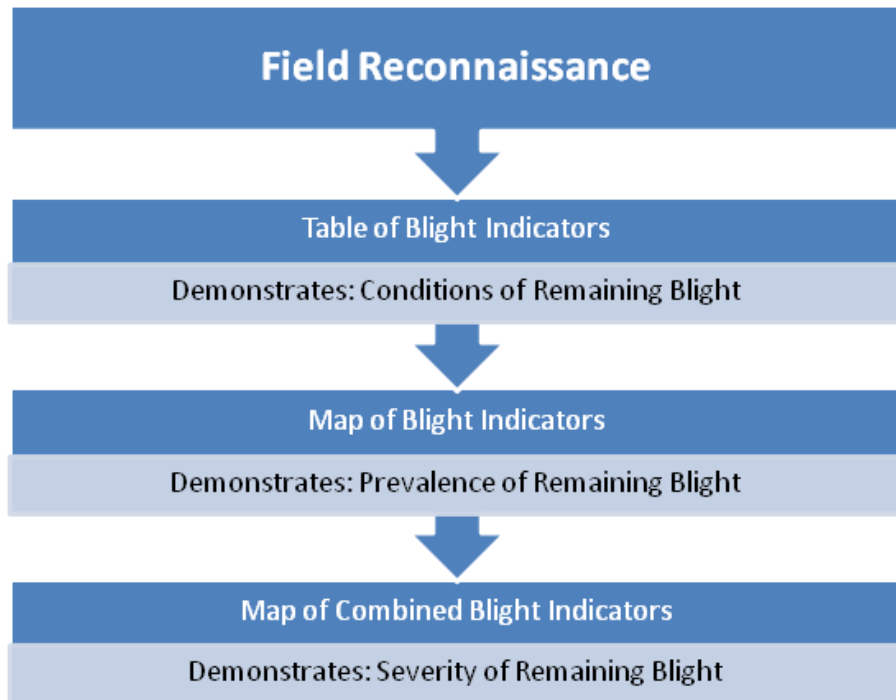 Field Reconnaissance
Table of Blight Indicators
Demonstrates: Conditions of Remaining Blight
Map of Blight Indicators
Demonstrates: Prevalence of Remaining Blight
Map of Combined Blight Indicators
Demonstrates: Severity of Remaining Blight